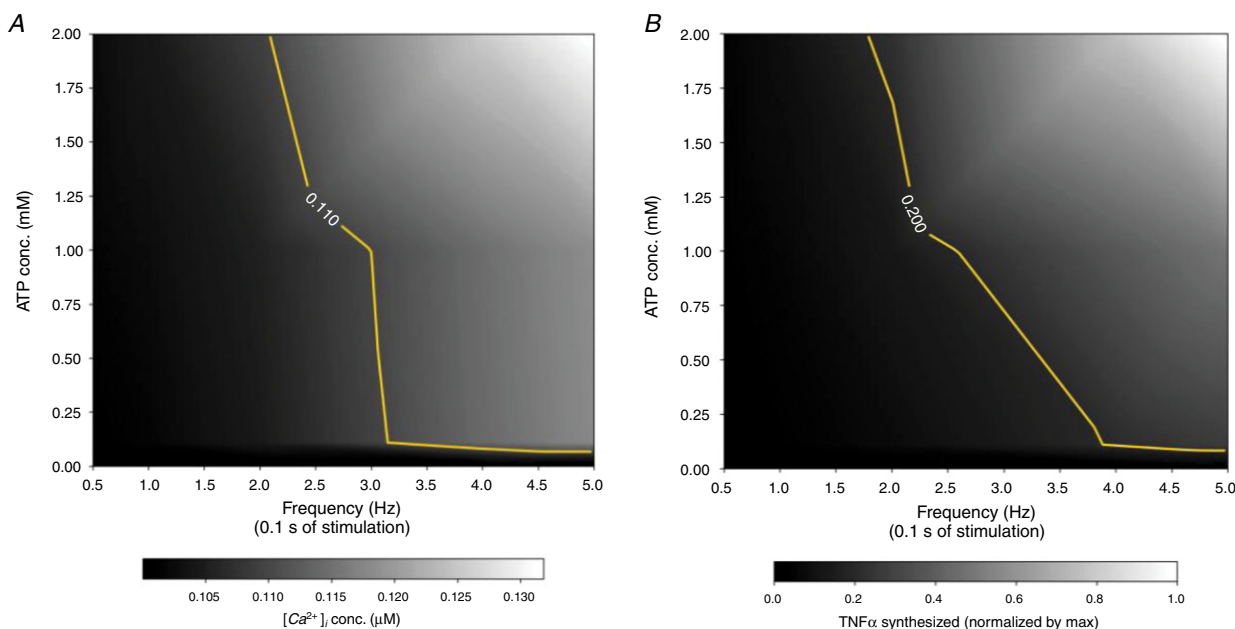 A
2.00
1.75
1.50
1.25
1.00
0.75
0.50
0.25
0.00
ATP conc. (mM)
0.110
0.5 1.0 2.0 2.5 3.0 3.5 4.0 4.5 5.0
Frequency (Hz)
(0.1 s of stimulation)
0.105 0.110 0.115 0.120 0.125 0.130
[Ca²⁺]ᵢ conc. (μM)
B
2.00
1.75
1.50
1.25
1.00
0.75
0.50
0.25
0.00
ATP conc. (mM)
0.200
0.5 1.0 1.5 2.0 2.5 3.0 3.5 4.0 4.5 5.0
Frequency (Hz)
(0.1 s of stimulation)
0.0 0.2 0.4 0.6 0.8 1.0
TNFα synthesized (normalized by max)